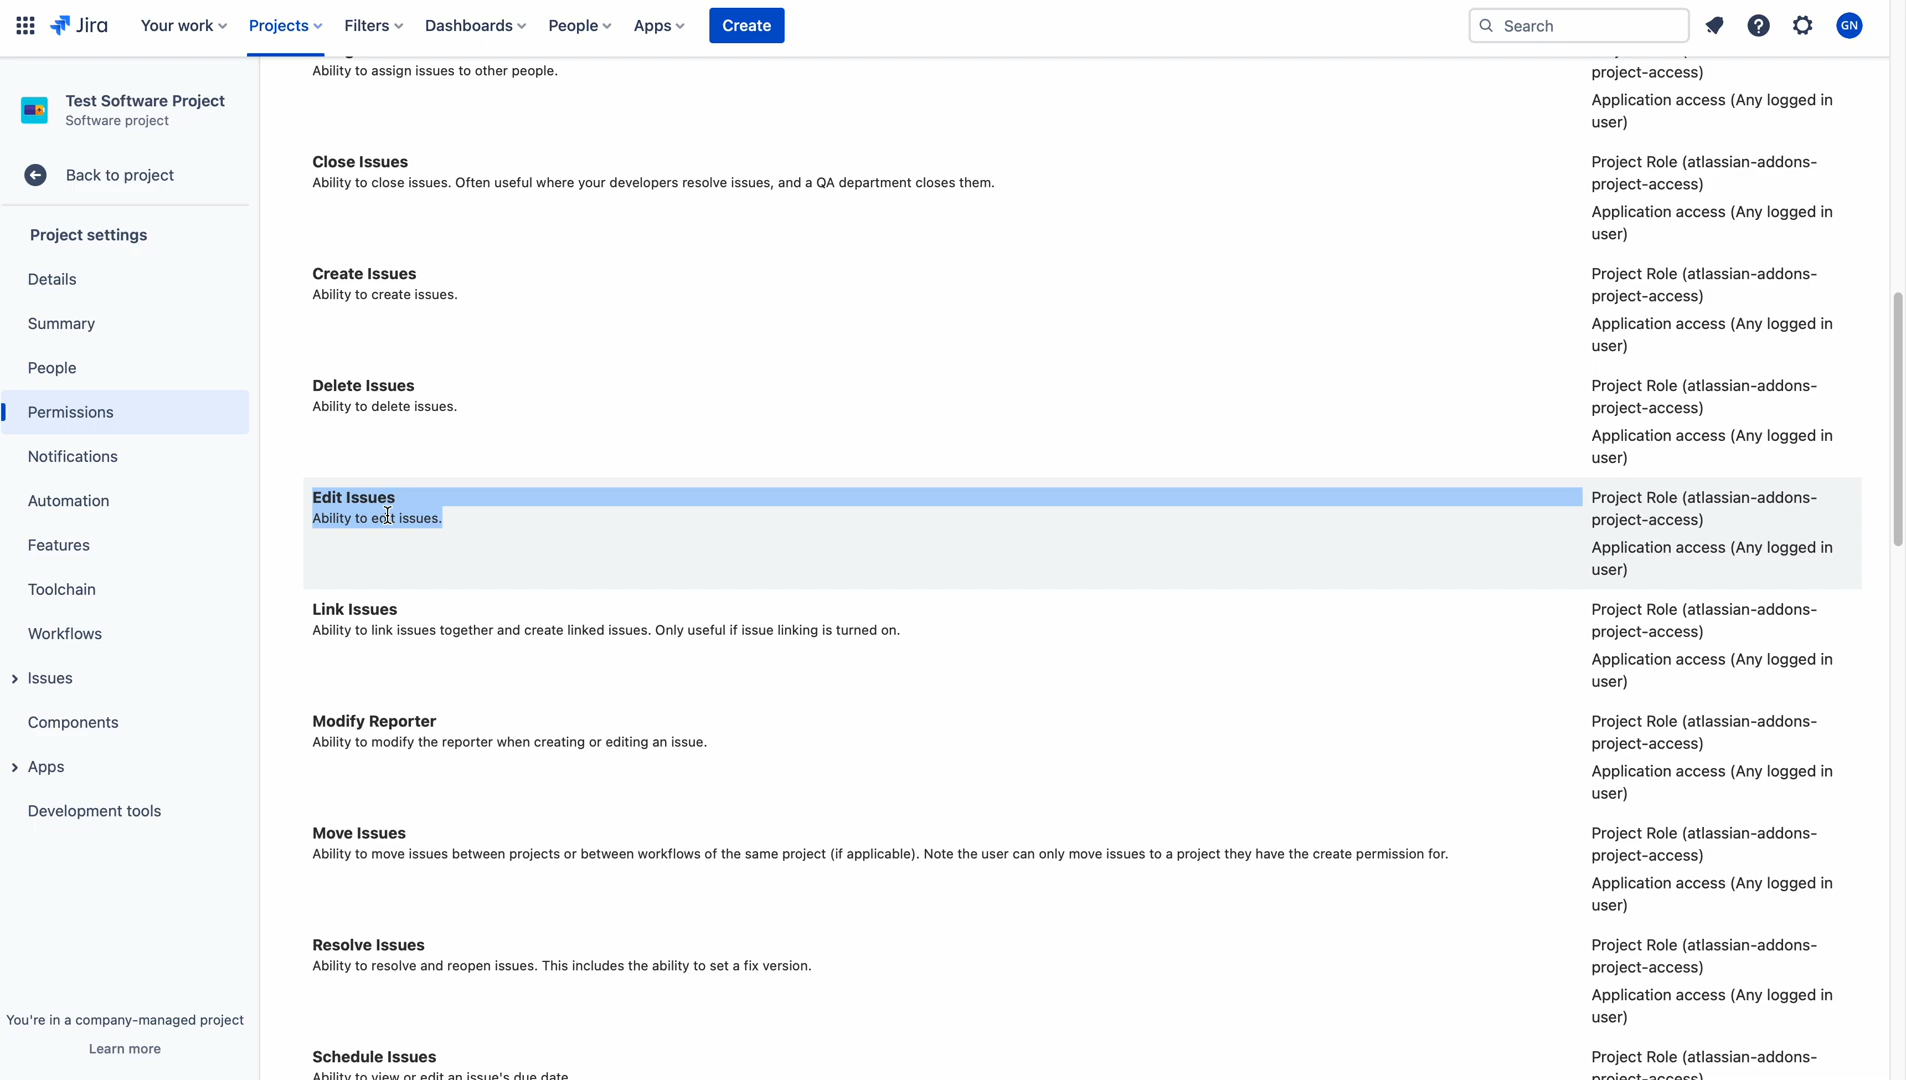 Jira
Your work
Projects
Filters
Dashboards
People
Apps
Create
Search
GN
Test Software Project
Software project
Back to project
Project settings
Details
Summary
People
Permissions
Notifications
Automation
Features
Toolchain
Workflows
Issues
Components
Apps
Development tools
You're in a company-managed project
Learn more
Ability to assign issues to other people.
project-access)
Application access (Any logged in
user)
Close Issues
Ability to close issues. Often useful where your developers resolve issues, and a QA department closes them.
Project Role (atlassian-addons-
project-access)
Application access (Any logged in
user)
Create Issues
Ability to create issues.
Project Role (atlassian-addons-
project-access)
Application access (Any logged in
user)
Delete Issues
Ability to delete issues.
Project Role (atlassian-addons-
project-access)
Application access (Any logged in
user)
Edit Issues
Ability to edit issues.
Project Role (atlassian-addons-
project-access)
Application access (Any logged in
user)
Link Issues
Ability to link issues together and create linked issues. Only useful if issue linking is turned on.
Project Role (atlassian-addons-
project-access)
Application access (Any logged in
user)
Modify Reporter
Ability to modify the reporter when creating or editing an issue.
Project Role (atlassian-addons-
project-access)
Application access (Any logged in
user)
Move Issues
Ability to move issues between projects or between workflows of the same project (if applicable). Note the user can only move issues to a project they have the create permission for.
Project Role (atlassian-addons-
project-access)
Application access (Any logged in
user)
Resolve Issues
Ability to resolve and reopen issues. This includes the ability to set a fix version.
Project Role (atlassian-addons-
project-access)
Application access (Any logged in
user)
Schedule Issues
Ability to view or edit an issue's due date.
Project Role (atlassian-addons-
project-access)